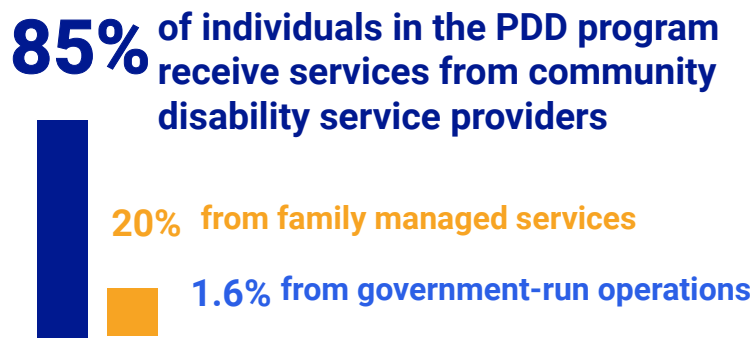 85% of individuals in the PDD program
receive services from community
disability service providers
20% from family managed services
1.6% from government-run operations